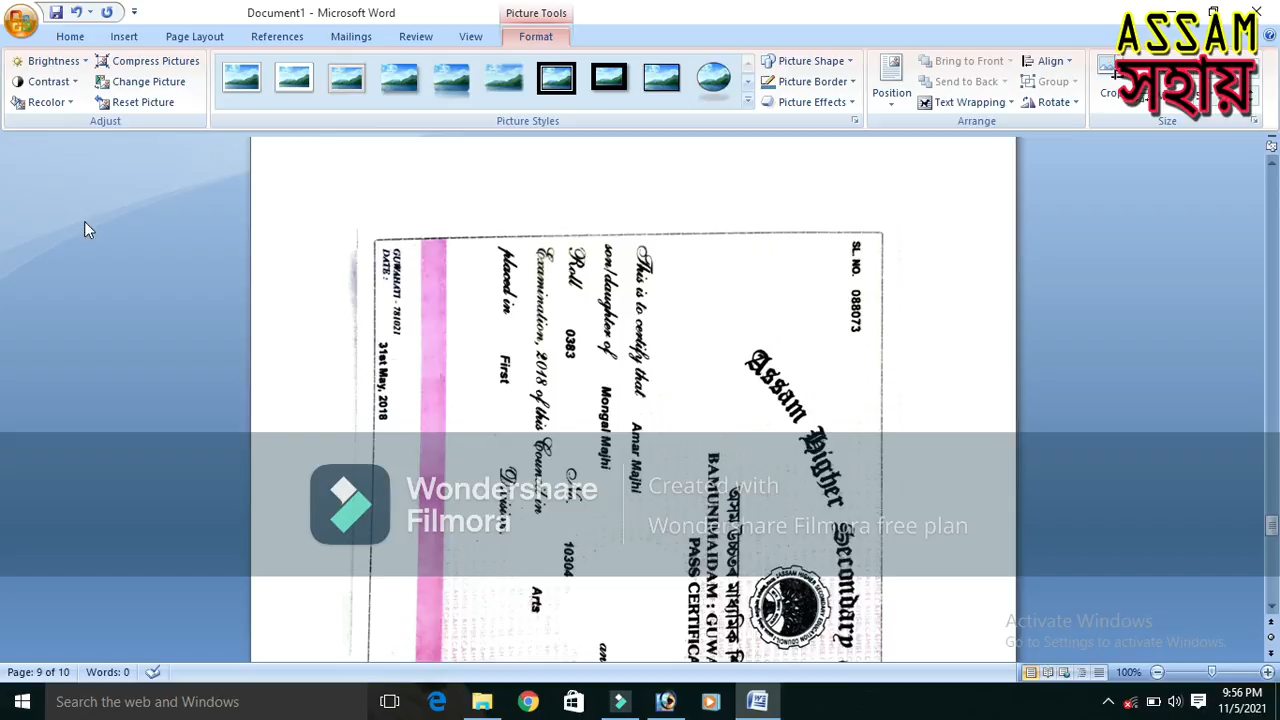 Document1 - Microsoft Word
Picture Tools
ASSAM
সহায়
Home
Insert
Page Layout
References
Mailings
Review
View
Format
Brightness
Contrast
Recolor
Compress Pictures
Change Picture
Reset Picture
Picture Shape
Picture Border
Picture Effects
Position
Bring to Front
Send to Back
Text Wrapping
Align
Group
Rotate
Adjust
Picture Styles
Arrange
Size
SL. NO. 088073
Assam Higher Secondary
BAMUNIMAIDAM : GUWA
PASS CERTIFICA
This is to certify that Amar Majhi
son/daughter of Mongal Majhi
Roll 0383 No. 10304
Examination, 2018 of this Council in Arts
placed in First Division.
GUWAHATI - 781021
DATE : 31st May, 2018
Wondershare
Filmora
Created with
Wondershare Filmora free plan
Activate Windows
Go to Settings to activate Windows.
Page: 9 of 10
Words: 0
100%
Search the web and Windows
9:56 PM
11/5/2021